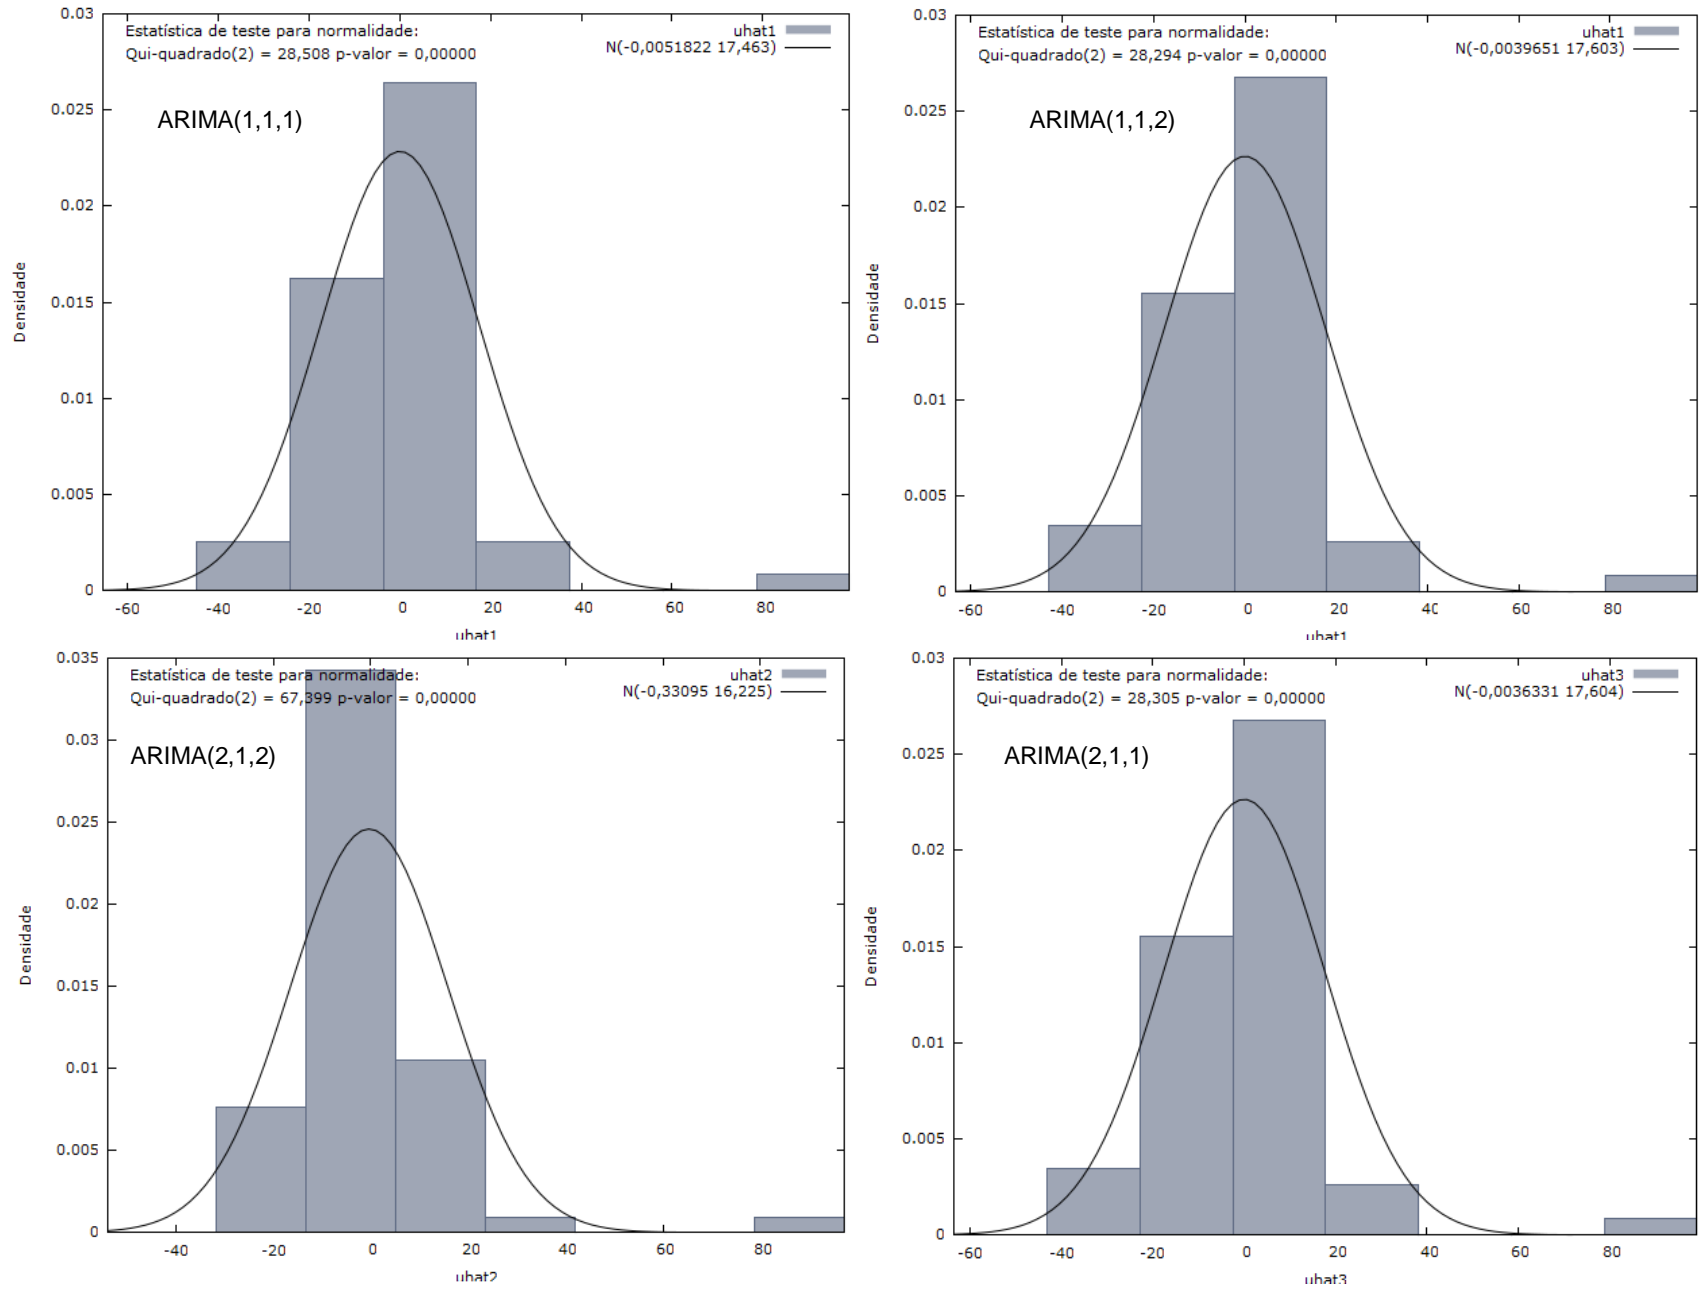 0.03
0.025
0.02
0.015
0.01
0.005
0
Densidade
Estatística de teste para normalidade:
Qui-quadrado(2) = 28,508 p-valor = 0,00000
uhat1
N(-0,0051822 17,463)
ARIMA(1,1,1)
-60 -40 -20 0 20 40 60 80
uhat1
0.03
0.025
0.02
0.015
0.01
0.005
0
Densidade
Estatística de teste para normalidade:
Qui-quadrado(2) = 28,294 p-valor = 0,00000
uhat1
N(-0,0039651 17,603)
ARIMA(1,1,2)
-60 -40 -20 0 20 40 60 80
uhat1
0.035
0.03
0.025
0.02
0.015
0.01
0.005
0
Densidade
Estatística de teste para normalidade:
Qui-quadrado(2) = 67,399 p-valor = 0,00000
uhat2
N(-0,33095 16,225)
ARIMA(2,1,2)
-40 -20 0 20 40 60 80
uhat2
0.03
0.025
0.02
0.015
0.01
0.005
0
Densidade
Estatística de teste para normalidade:
Qui-quadrado(2) = 28,305 p-valor = 0,00000
uhat3
N(-0,0036331 17,604)
ARIMA(2,1,1)
-60 -40 -20 0 20 40 60 80
uhat3